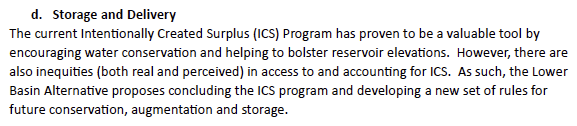 d. Storage and Delivery
The current Intentionally Created Surplus (ICS) Program has proven to be a valuable tool by
encouraging water conservation and helping to bolster reservoir elevations. However, there are
also inequities (both real and perceived) in access to and accounting for ICS. As such, the Lower
Basin Alternative proposes concluding the ICS program and developing a new set of rules for
future conservation, augmentation and storage.